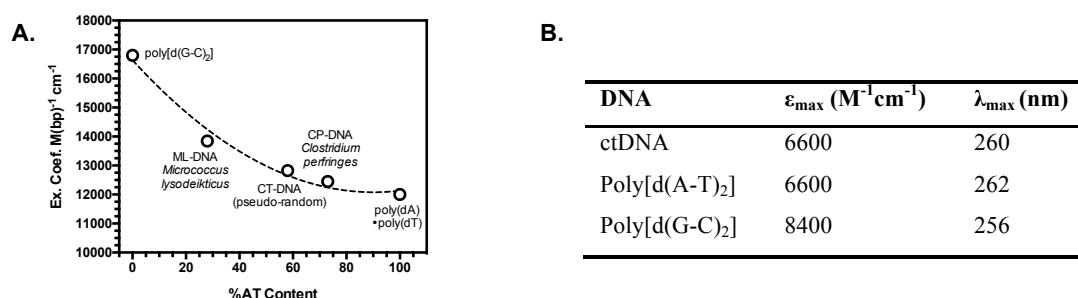 A.
18000
17000
16000
15000
14000
13000
12000
11000
10000
Ex. Coef. M(bp)-1 cm-1
poly[d(G-C)2]
ML-DNA
Micrococcus
lysodeikticus
CP-DNA
Clostridium
perfringes
CT-DNA
(pseudo-random)
poly(dA)
•poly(dT)
0 20 40 60 80 100
%AT Content
B.
DNA εmax (M-1cm-1) λmax (nm)
ctDNA 6600 260
Poly[d(A-T)2] 6600 262
Poly[d(G-C)2] 8400 256